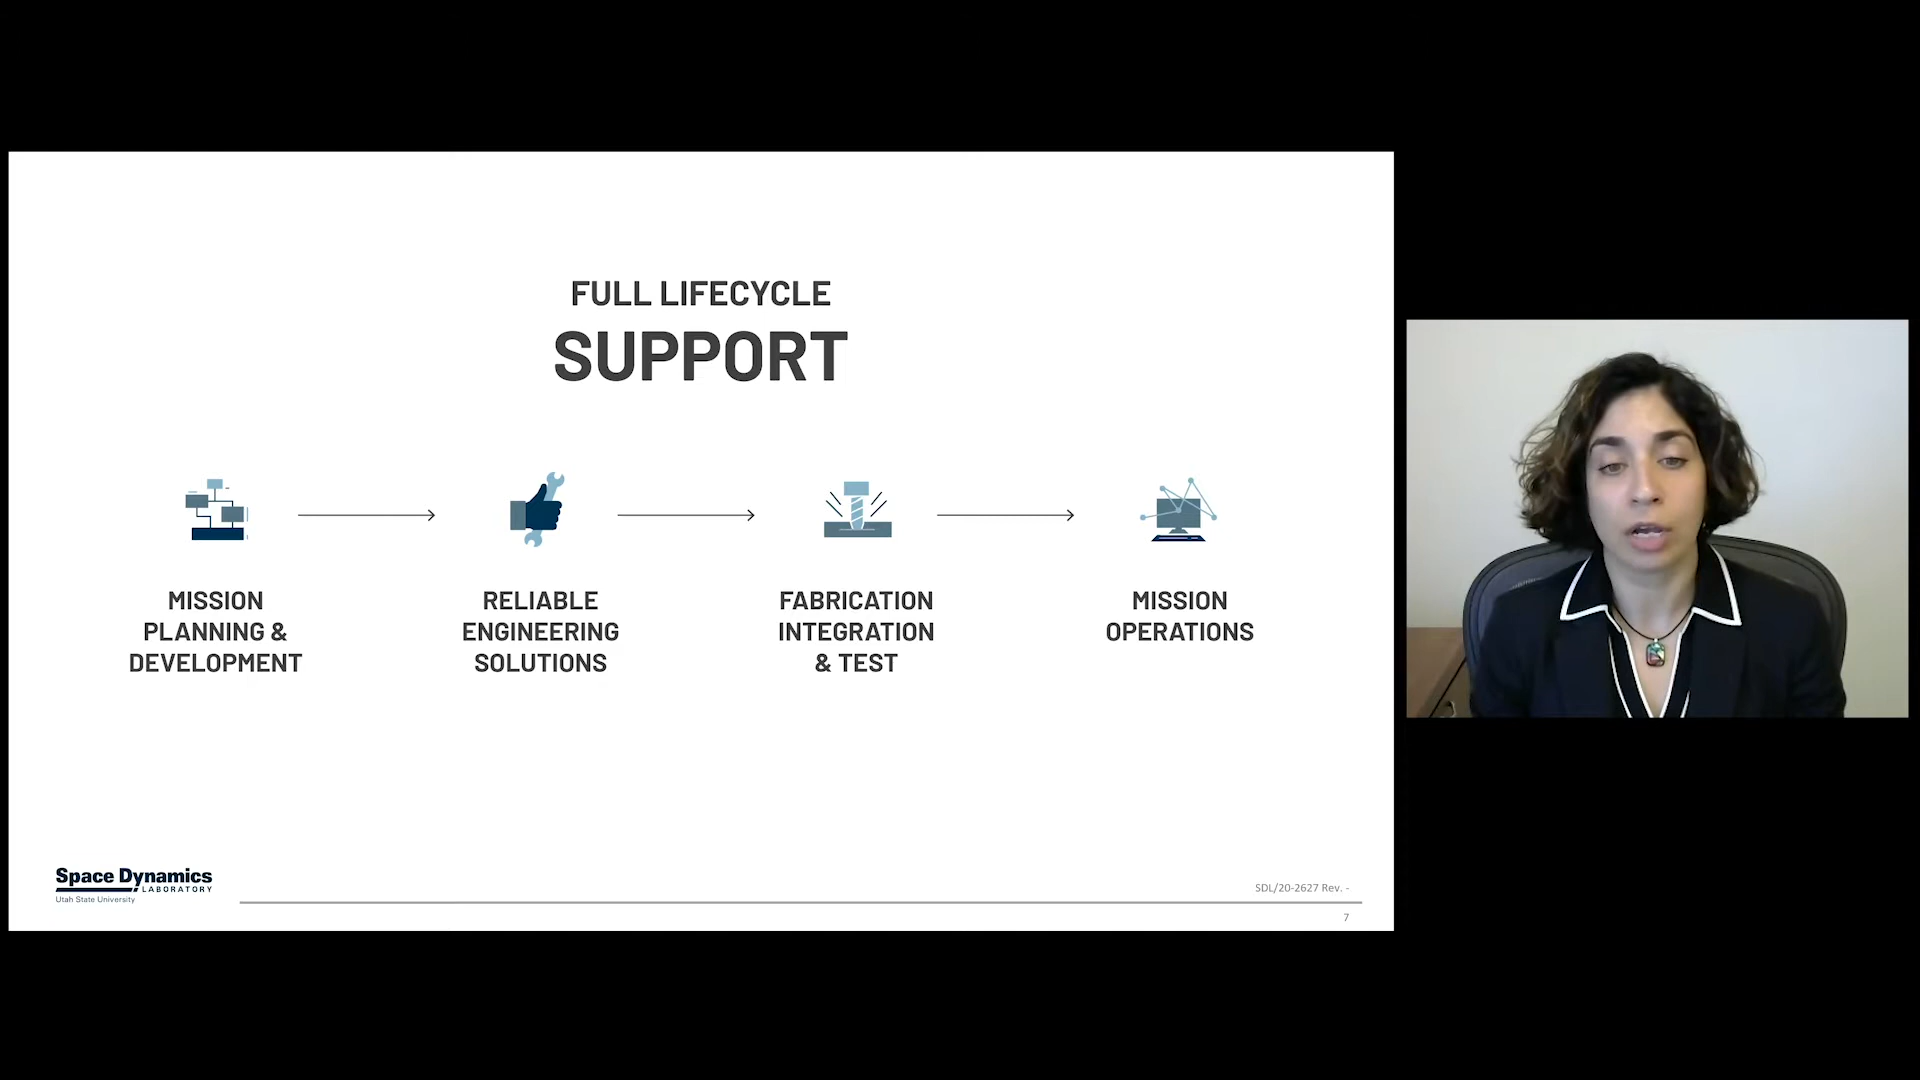 FULL LIFECYCLE
SUPPORT
MISSION
PLANNING &
DEVELOPMENT
RELIABLE
ENGINEERING
SOLUTIONS
FABRICATION
INTEGRATION
& TEST
MISSION
OPERATIONS
Space Dynamics
LABORATORY
Utah State University
SDL/20-2627 Rev. -
7